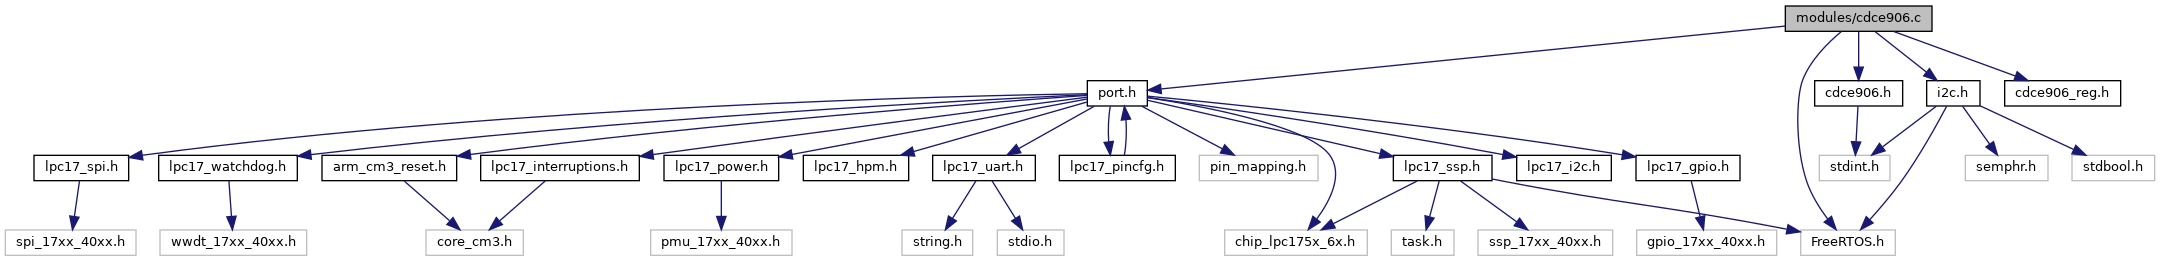 modules/cdce906.c
port.h
cdce906.h
i2c.h
cdce906_reg.h
lpc17_spi.h
lpc17_watchdog.h
arm_cm3_reset.h
lpc17_interruptions.h
lpc17_power.h
lpc17_hpm.h
lpc17_uart.h
lpc17_pincfg.h
pin_mapping.h
lpc17_ssp.h
lpc17_i2c.h
lpc17_gpio.h
stdint.h
semphr.h
stdbool.h
spi_17xx_40xx.h
wwdt_17xx_40xx.h
core_cm3.h
pmu_17xx_40xx.h
string.h
stdio.h
chip_lpc175x_6x.h
task.h
ssp_17xx_40xx.h
gpio_17xx_40xx.h
FreeRTOS.h